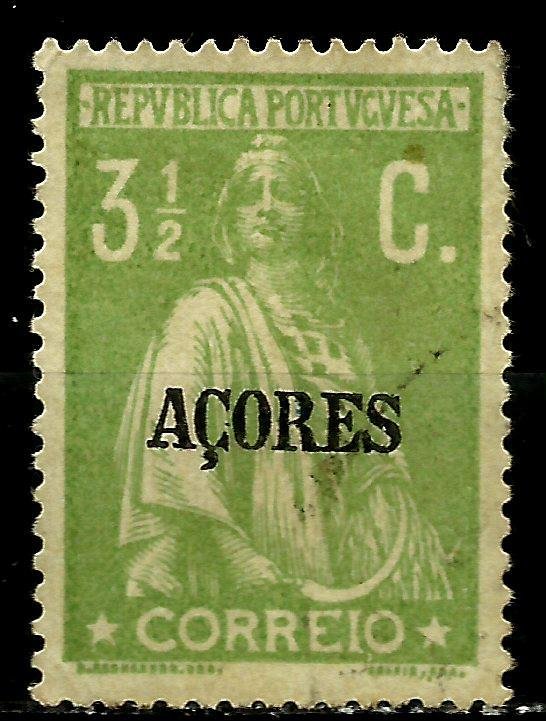 ·REPVBLICA PORTVGVESA·
3 1/2 C.
AÇORES
CORREIO